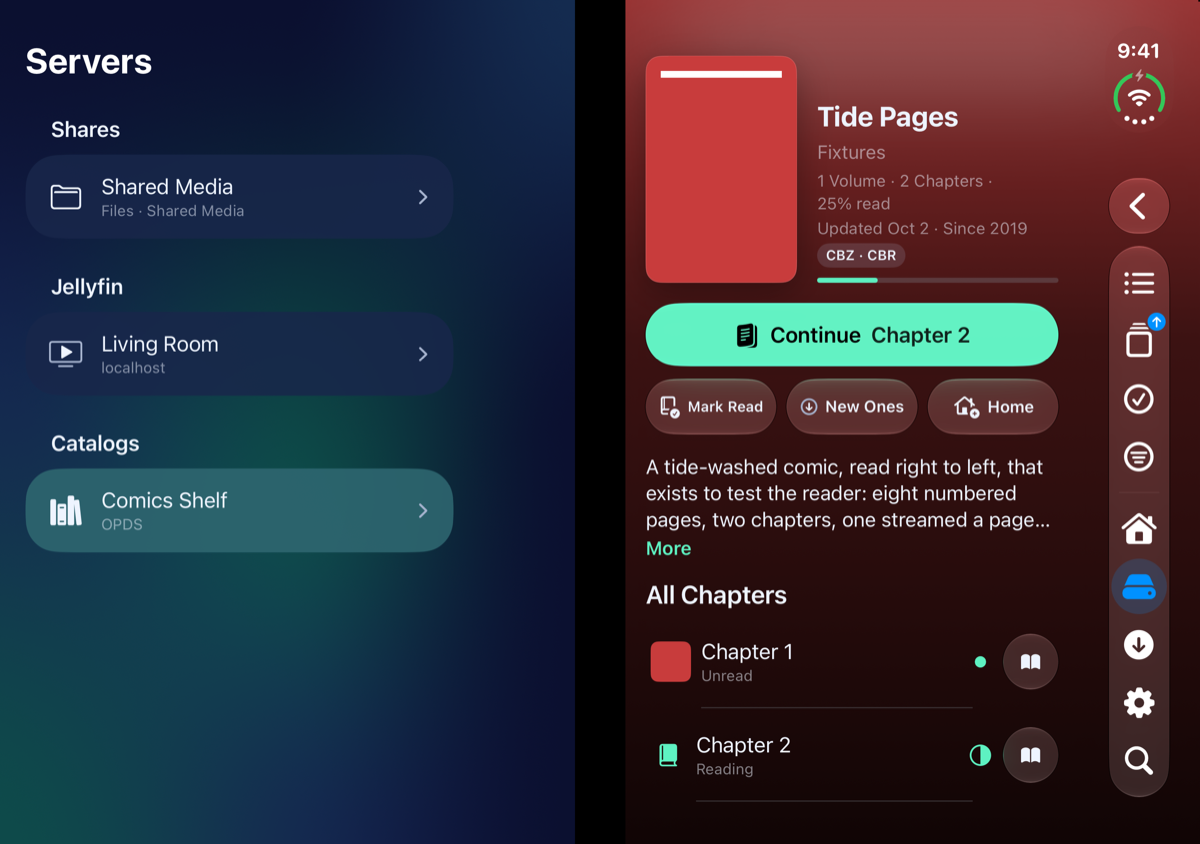 Servers
Shares
Shared Media
Files · Shared Media
Jellyfin
Living Room
localhost
Catalogs
Comics Shelf
OPDS
9:41
Tide Pages
Fixtures
1 Volume · 2 Chapters ·
25% read
Updated Oct 2 · Since 2019
CBZ · CBR
Continue Chapter 2
Mark Read
New Ones
Home
A tide-washed comic, read right to left, that
exists to test the reader: eight numbered
pages, two chapters, one streamed a page...
More
All Chapters
Chapter 1
Unread
Chapter 2
Reading